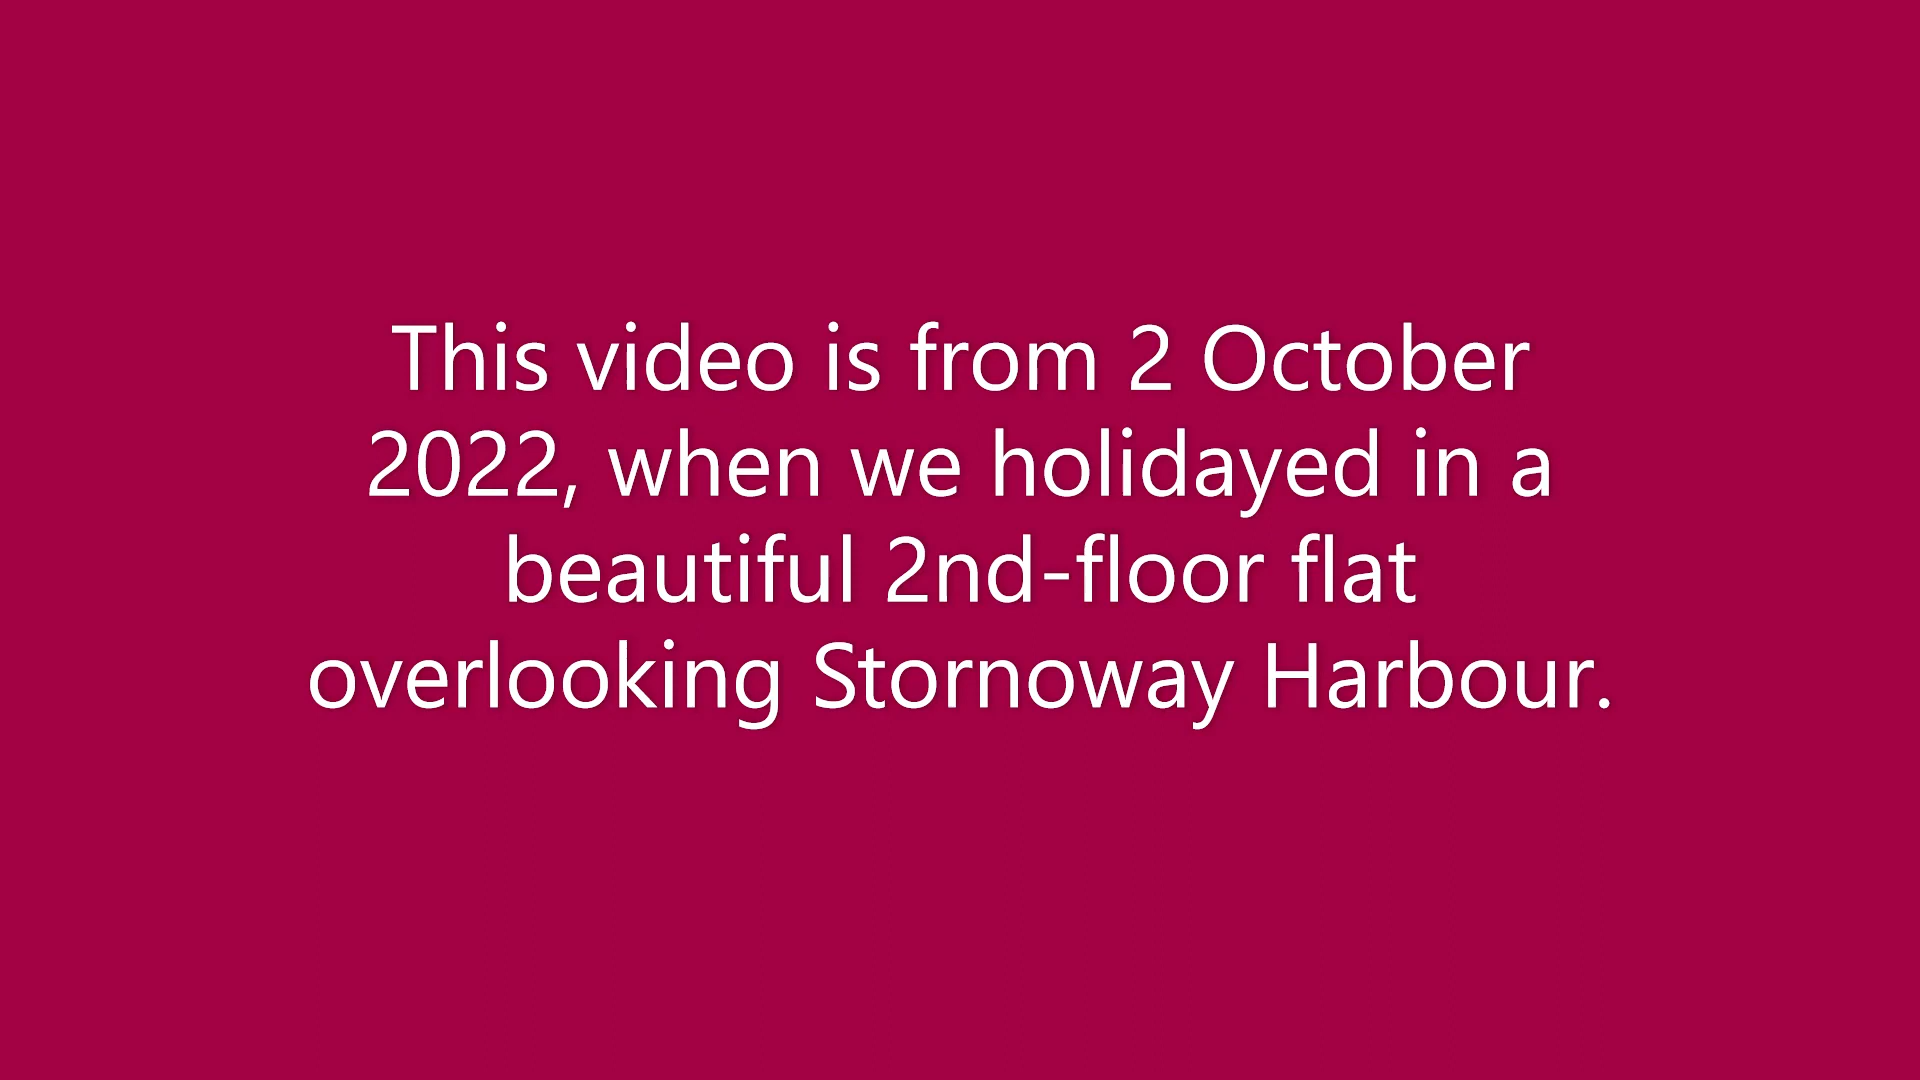 This video is from 2 October
2022, when we holidayed in a
beautiful 2nd-floor flat
overlooking Stornoway Harbour.